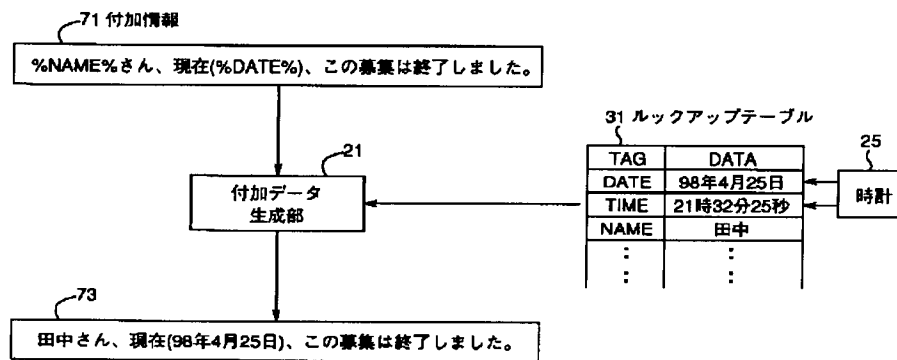 71 付加情報
%NAME%さん、現在(%DATE%)、この募集は終了しました。
31 ルックアップテーブル
25
TAG DATA
DATE 98年4月25日
TIME 21時32分25秒
NAME 田中
時計
21
付加データ
生成部
73
田中さん、現在(98年4月25日)、この募集は終了しました。